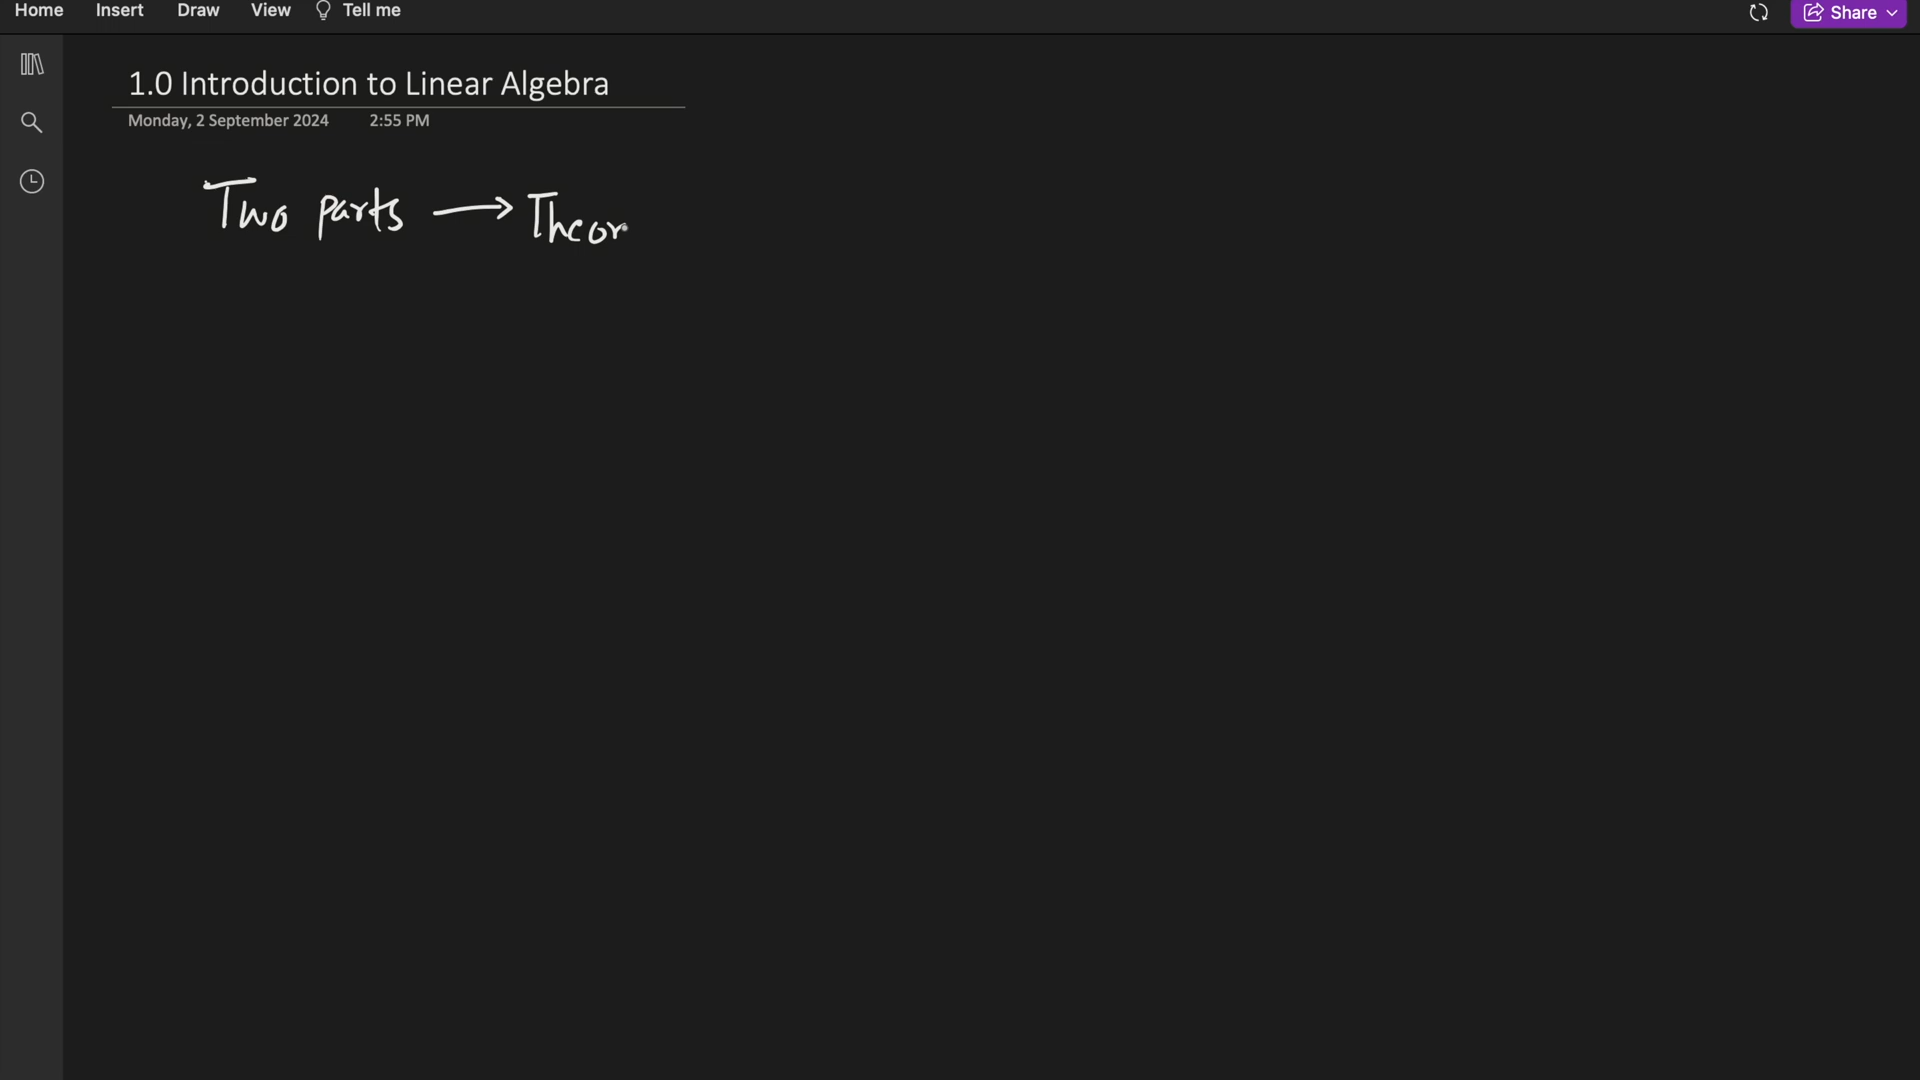 Home Insert Draw View Tell me Share
1.0 Introduction to Linear Algebra
Monday, 2 September 2024 2:55 PM
Two parts → Theor